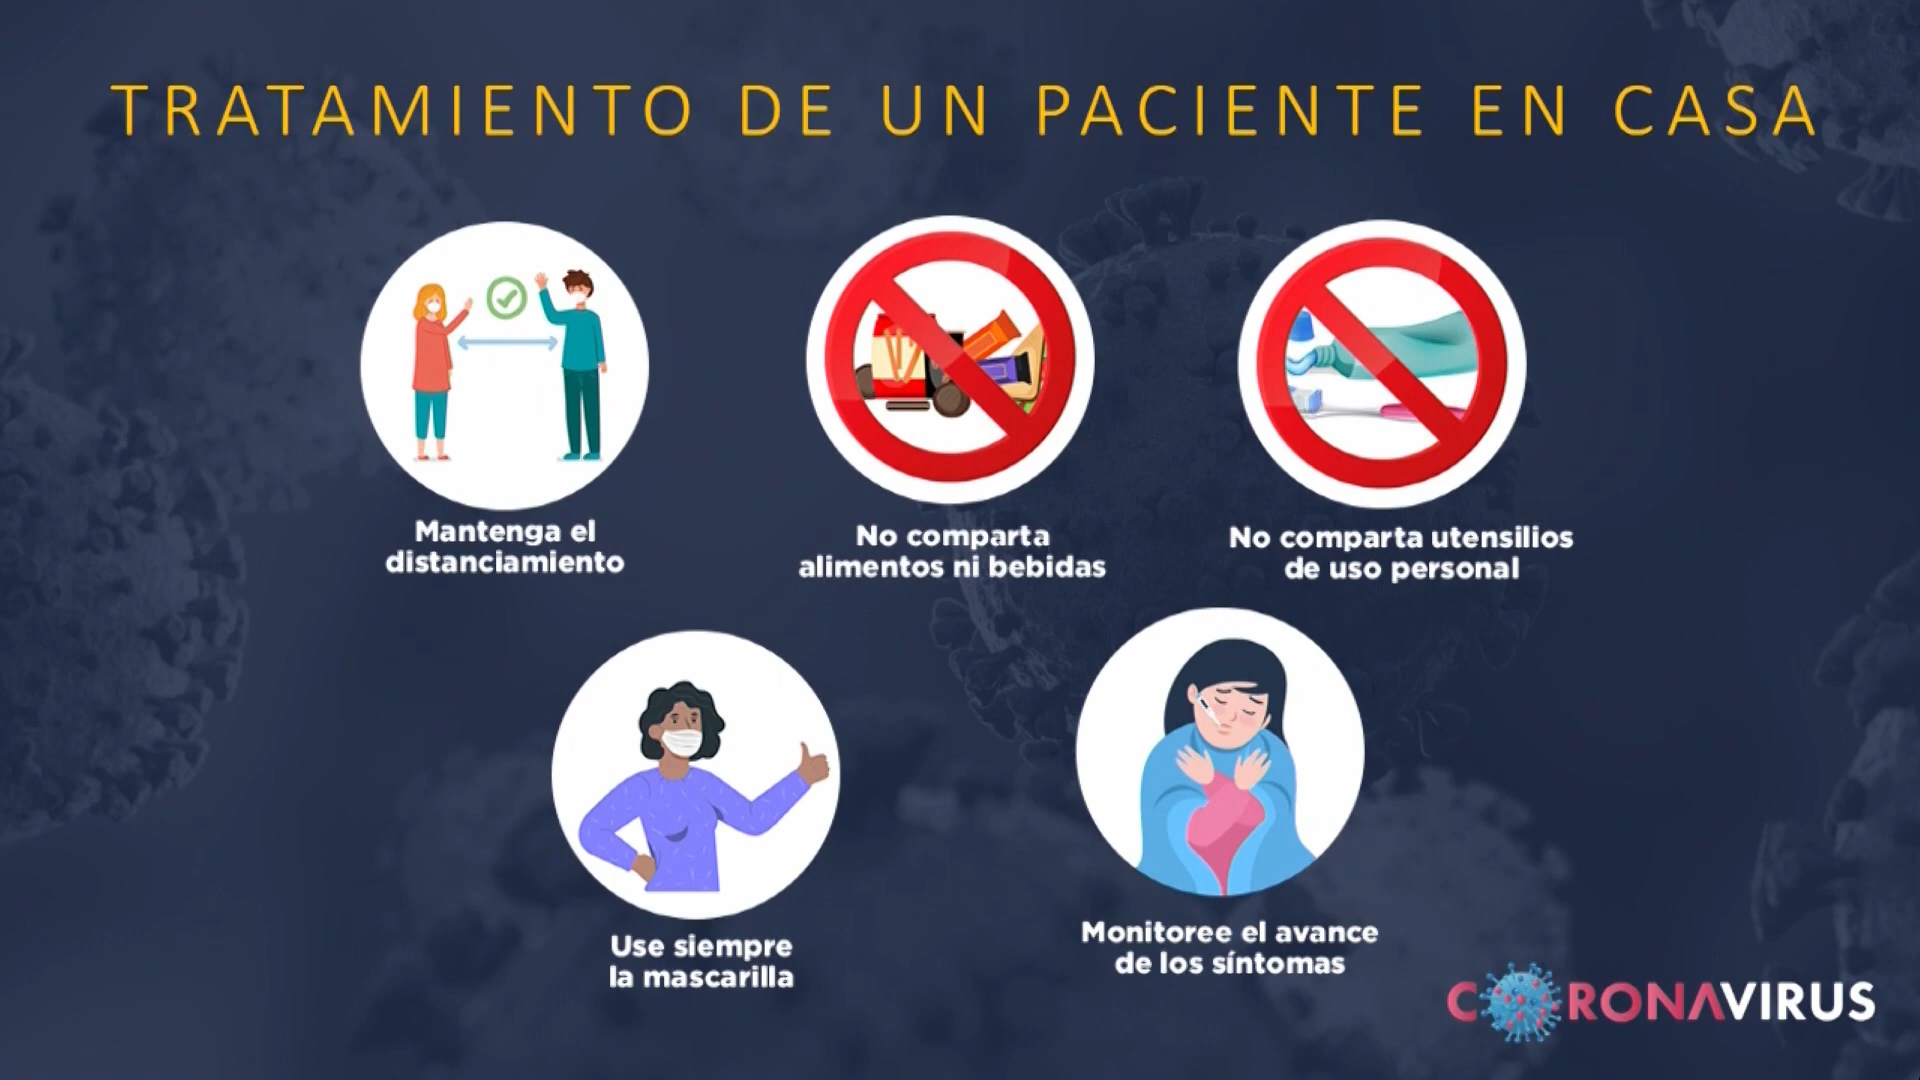 TRATAMIENTO DE UN PACIENTE EN CASA
Mantenga el
distanciamiento
No comparta
alimentos ni bebidas
No comparta utensilios
de uso personal
Use siempre
la mascarilla
Monitoree el avance
de los síntomas
CORONAVIRUS